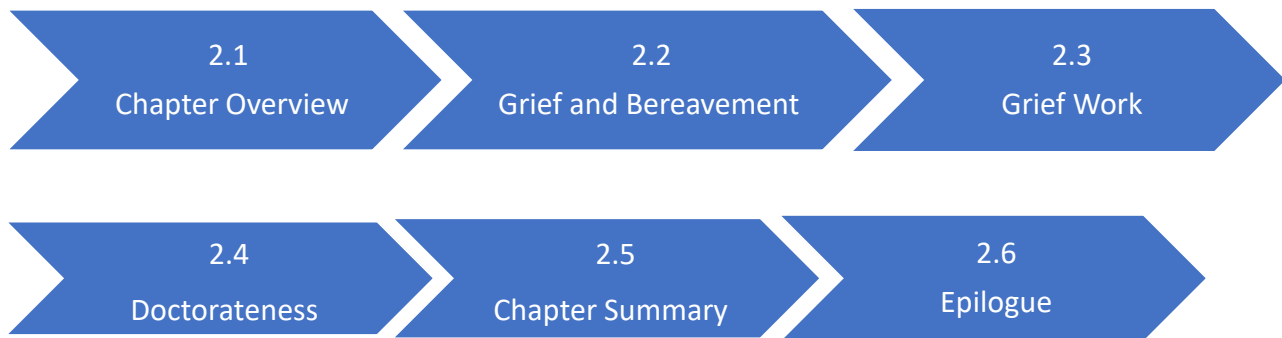 2.1
Chapter Overview
2.2
Grief and Bereavement
2.3
Grief Work
2.4
Doctorateness
2.5
Chapter Summary
2.6
Epilogue